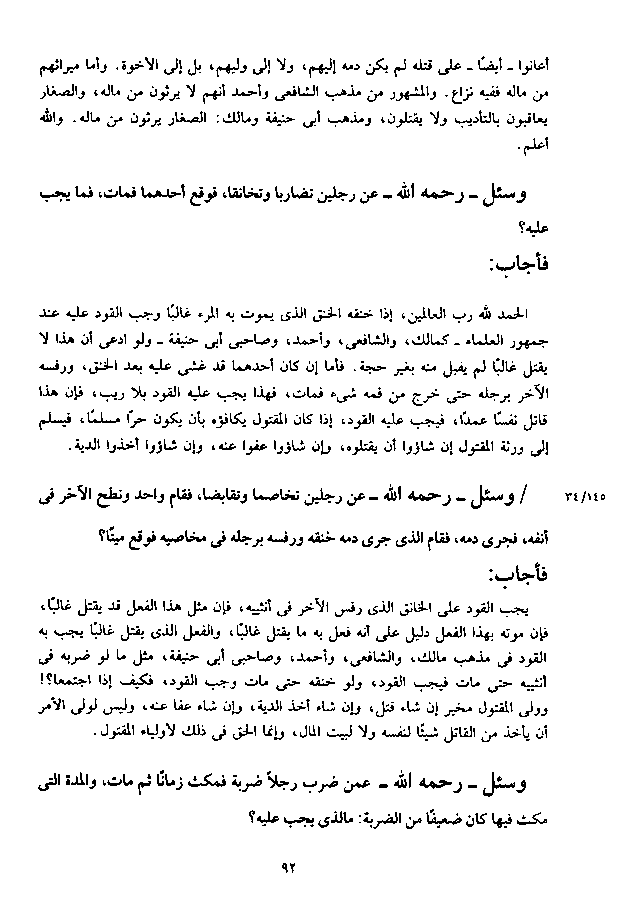 أعانوا ـ أيضًا ـ على قتله لم يكن دمه إليهم، ولا إلى وليهم، بل إلى الأخوة. وأما ميراثهم
من ماله ففيه نزاع. والمشهور من مذهب الشافعى وأحمد أنهم لا يرثون من ماله، والصغار
يعاقبون بالتأديب ولا يقتلون، ومذهب أبى حنيفة ومالك: الصغار يرثون من ماله. والله
أعلم.
وسئل ـ رحمه الله ـ عن رجلين تضاربا وتخانقا، فوقع أحدهما فمات، فما يجب
عليه؟
فأجاب:
الحمد لله رب العالمين، إذا خنقه الخنق الذى يموت به المرء غالبًا وجب القود عليه عند
جمهور العلماء ـ كمالك، والشافعى، وأحمد، وصاحبى أبى حنيفة ـ ولو ادعى أن هذا لا
يقتل غالبًا لم يقبل منه بغير حجة. فأما إن كان أحدهما قد غشى عليه بعد الخنق، ورفسه
الآخر برجله حتى خرج من فمه شىء فمات، فهذا يجب عليه القود بلا ريب، فإن هذا
قاتل نفسًا عمدًا، فيجب عليه القود، إذا كان المقتول يكافؤه بأن يكون حرًا مسلمًا، فيسلم
إلى ورثة المقتول إن شاؤوا أن يقتلوه، وإن شاؤوا عفوا عنه، وإن شاؤوا أخذوا الدية.
/ وسئل ـ رحمه الله ـ عن رجلين تخاصما وتقابضا، فقام واحد ونطح الآخر فى
٣٤/١٤٥
أنفه، فجرى دمه، فقام الذى جرى دمه خنقه ورفسه برجله فى مخاصيه فوقع ميتًا؟
فأجاب:
يجب القود على الخانق الذى رفس الآخر فى أنثييه، فإن مثل هذا الفعل قد يقتل غالبًا،
فإن موته بهذا الفعل دليل على أنه فعل به ما يقتل غالبًا، والفعل الذى يقتل غالبًا يجب به
القود فى مذهب مالك، والشافعى، وأحمد، وصاحبى أبى حنيفة، مثل ما لو ضربه فى
أنثييه حتى مات فيجب القود، ولو خنقه حتى مات وجب القود، فكيف إذا اجتمعا؟!
وولى المقتول مخير إن شاء قتل، وإن شاء أخذ الدية، وإن شاء عفا عنه، وليس لولى الأمر
أن يأخذ من القاتل شيئًا لنفسه ولا لبيت المال، وإنما الحق فى ذلك لأولياء المقتول.
وسئل ـ رحمه الله ـ عمن ضرب رجلاً ضربة فمكث زمانًا ثم مات، والمدة التى
مكث فيها كان ضعيفًا من الضربة: مالذى يجب عليه؟
٩٢